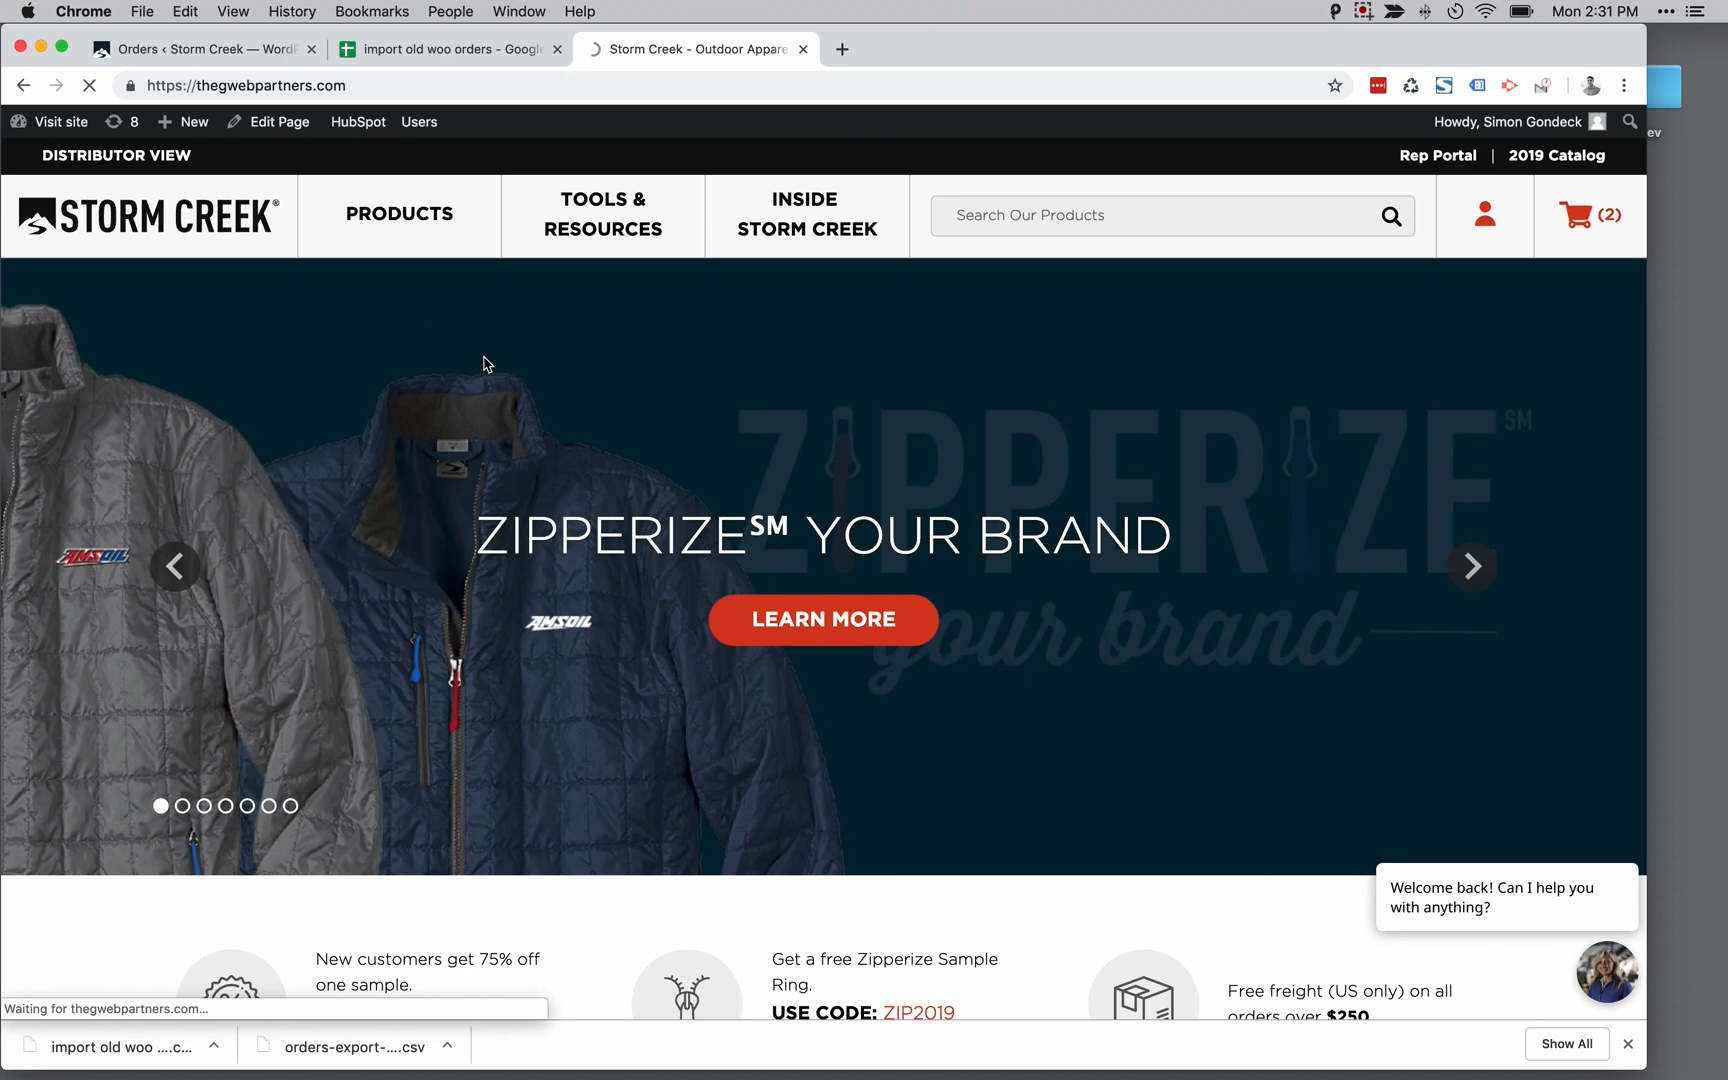 Chrome File Edit View History Bookmarks People Window Help Mon 2:31 PM
Orders ‹ Storm Creek — WordP import old woo orders - Google Storm Creek - Outdoor Appare
https://thegwebpartners.com
Visit site 8 New Edit Page HubSpot Users Howdy, Simon Gondeck
ev
DISTRIBUTOR VIEW Rep Portal | 2019 Catalog
STORM CREEK®
PRODUCTS
TOOLS &
RESOURCES
INSIDE
STORM CREEK
Search Our Products
(2)
ZIPPERIZE SM
your brand
AMSOIL
AMSOIL
ZIPPERIZE℠ YOUR BRAND
LEARN MORE
Welcome back! Can I help you
with anything?
New customers get 75% off
one sample.
Get a free Zipperize Sample
Ring.
USE CODE: ZIP2019
Free freight (US only) on all
orders over $250
Waiting for thegwebpartners.com...
import old woo ....c... orders-export-....csv Show All